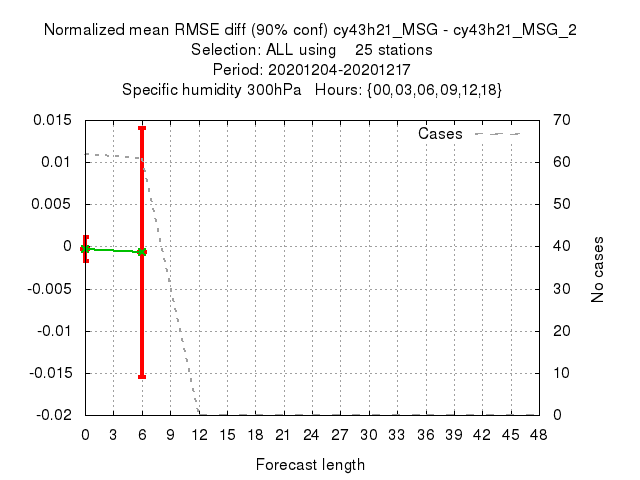 Normalized mean RMSE diff (90% conf) cy43h21_MSG - cy43h21_MSG_2
Selection: ALL using 25 stations
Period: 20201204-20201217
Specific humidity 300hPa Hours: {00,03,06,09,12,18}
Cases
0.015
0.01
0.005
0
-0.005
-0.01
-0.015
-0.02
70
60
50
40
30
20
10
0
No cases
0 3 6 9 12 15 18 21 24 27 30 33 36 39 42 45 48
Forecast length